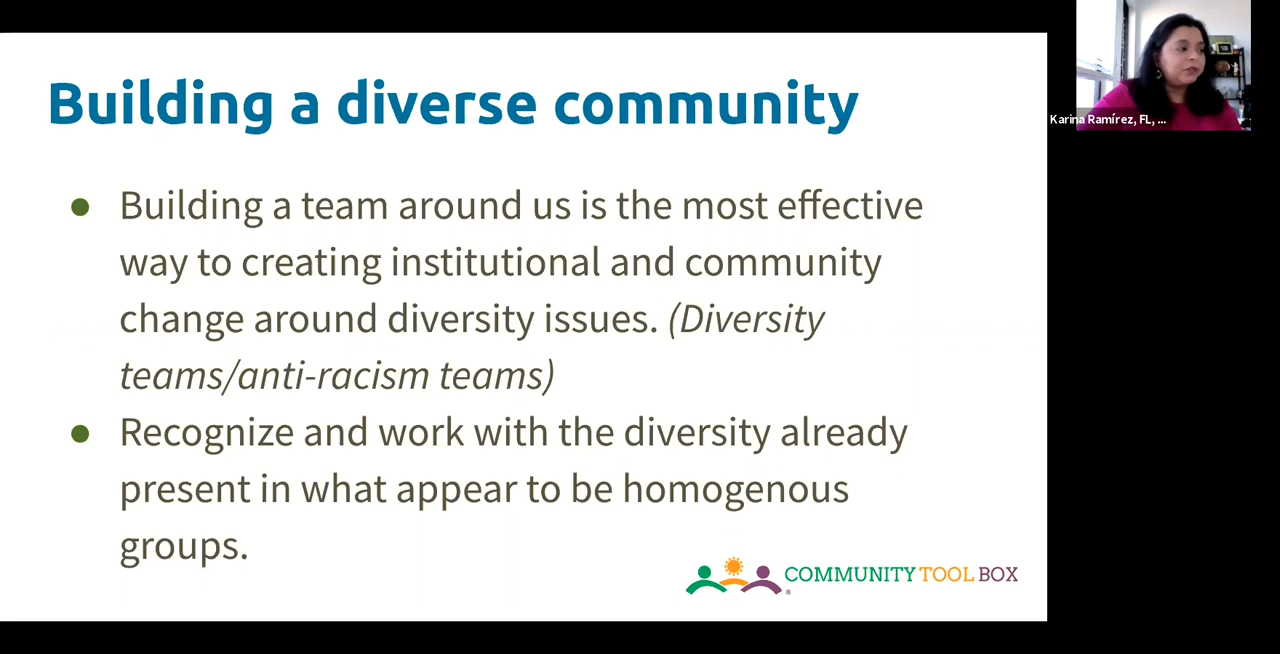 Building a diverse community
Building a team around us is the most effective
way to creating institutional and community
change around diversity issues. (Diversity
teams/anti-racism teams)
Recognize and work with the diversity already
present in what appear to be homogenous
groups.
COMMUNITY TOOL BOX
®
Karina Ramírez, FL, ...